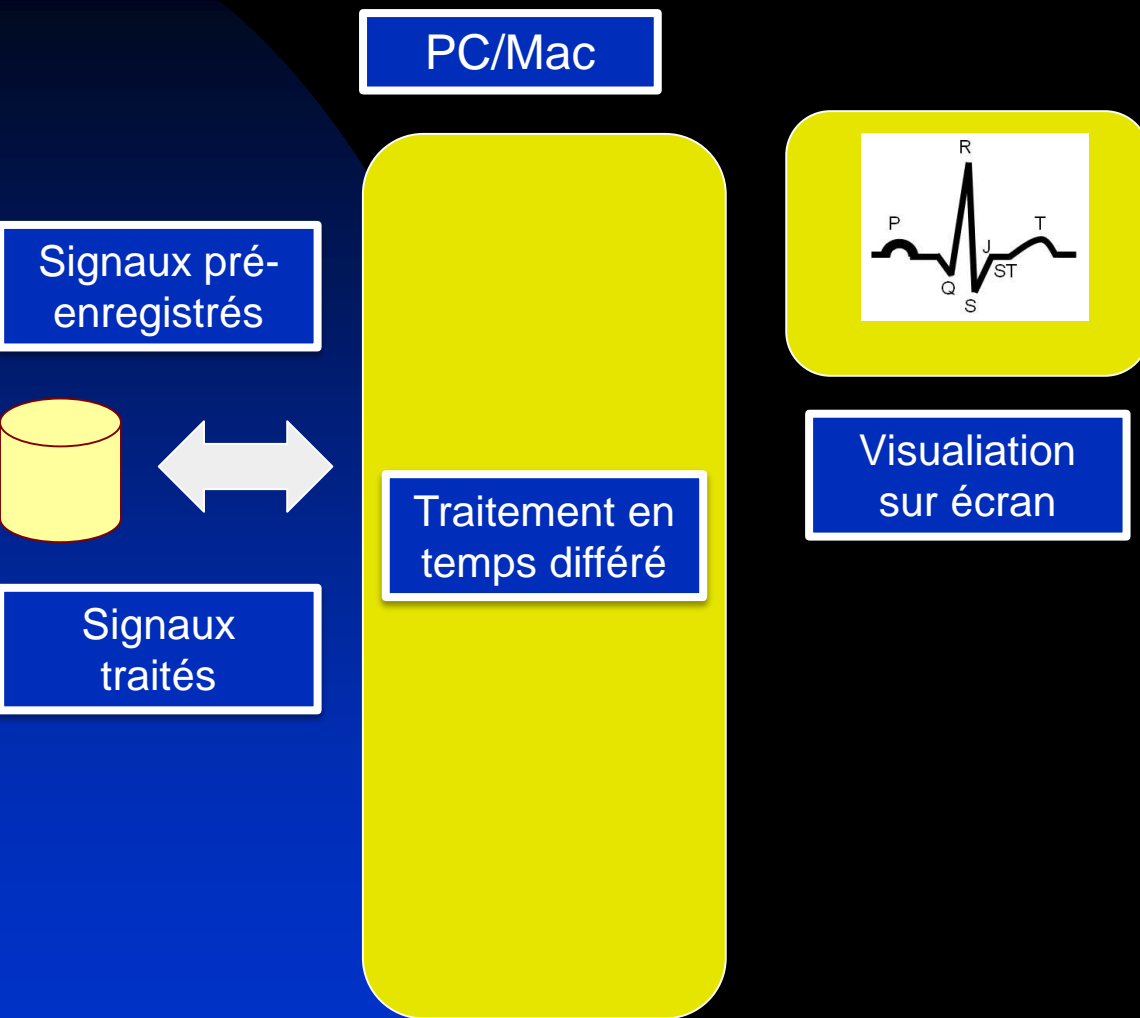 PC/Mac
Signaux pré-
enregistrés
Signaux
traités
Traitement en
temps différé
R
P
T
J
ST
Q
S
Visualiation
sur écran